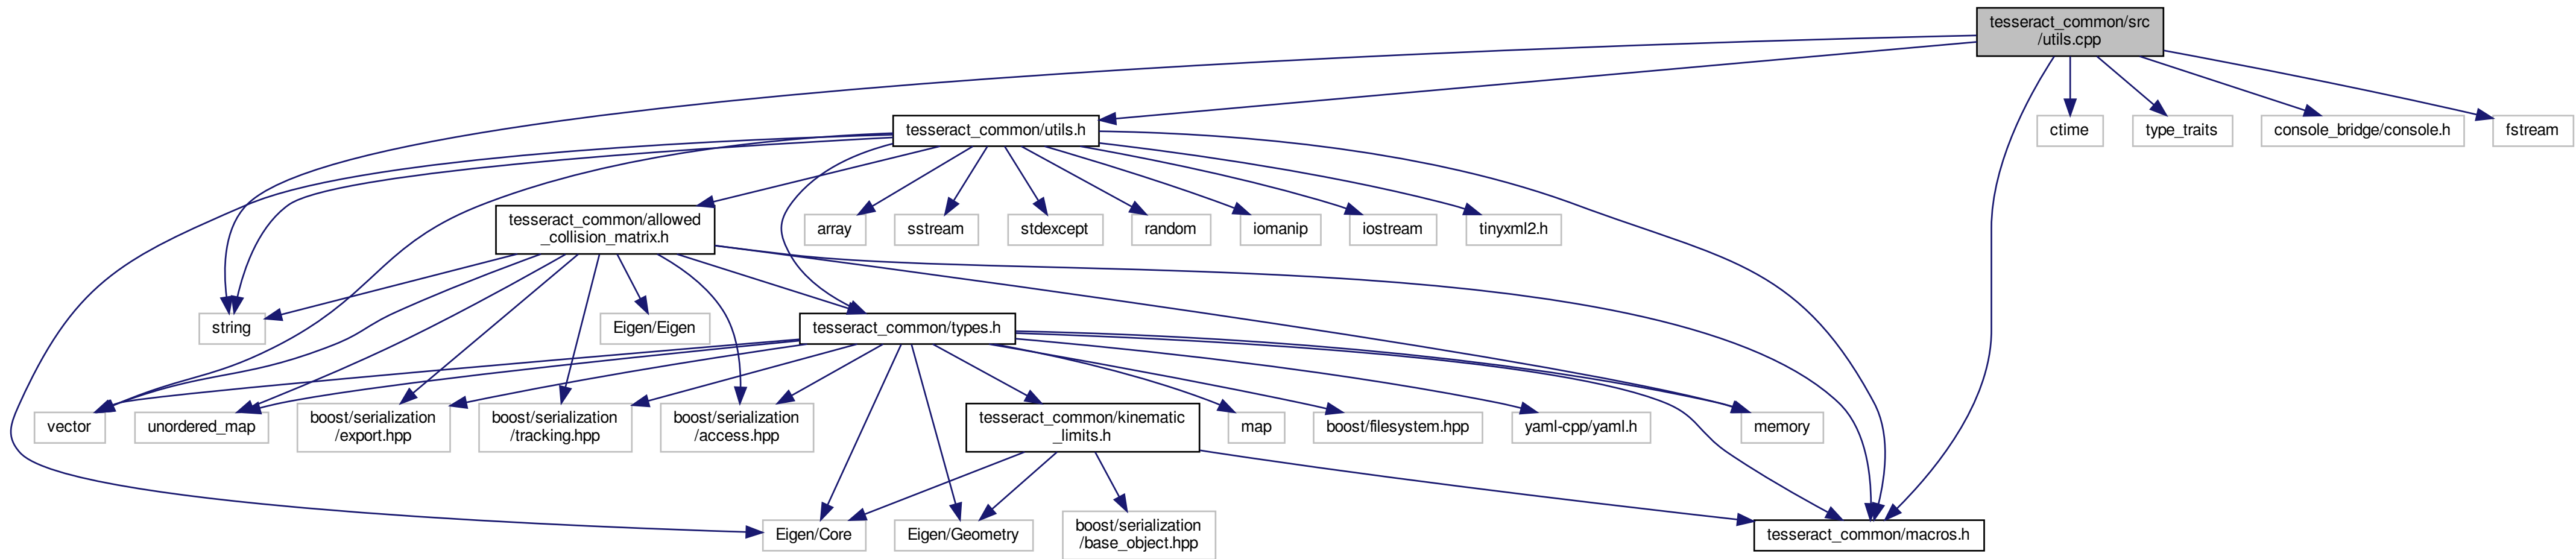 tesseract_common/src
/utils.cpp
tesseract_common/utils.h
ctime
type_traits
console_bridge/console.h
fstream
tesseract_common/allowed
_collision_matrix.h
array
sstream
stdexcept
random
iomanip
iostream
tinyxml2.h
string
Eigen/Eigen
tesseract_common/types.h
vector
unordered_map
boost/serialization
/export.hpp
boost/serialization
/tracking.hpp
boost/serialization
/access.hpp
tesseract_common/kinematic
_limits.h
map
boost/filesystem.hpp
yaml-cpp/yaml.h
memory
Eigen/Core
Eigen/Geometry
boost/serialization
/base_object.hpp
tesseract_common/macros.h